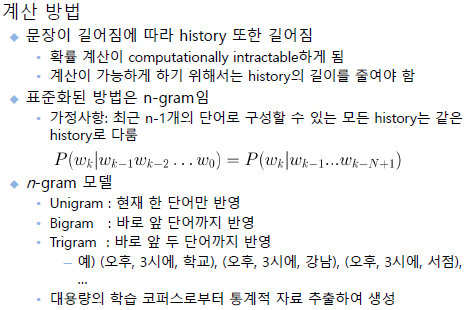 계산 방법
문장이 길어짐에 따라 history 또한 길어짐
확률 계산이 computationally intractable하게 됨
계산이 가능하게 하기 위해서는 history의 길이를 줄여야 함
표준화된 방법은 n-gram임
가정사항: 최근 n-1개의 단어로 구성할 수 있는 모든 history는 같은
history로 다룸
P(w_k|w_{k-1}w_{k-2} … w_0) = P(w_k|w_{k-1}...w_{k-N+1})
n-gram 모델
Unigram : 현재 한 단어만 반영
Bigram : 바로 앞 단어까지 반영
Trigram : 바로 앞 두 단어까지 반영
– 예) (오후, 3시에, 학교), (오후, 3시에, 강남), (오후, 3시에, 서점),
...
대용량의 학습 코퍼스로부터 통계적 자료 추출하여 생성